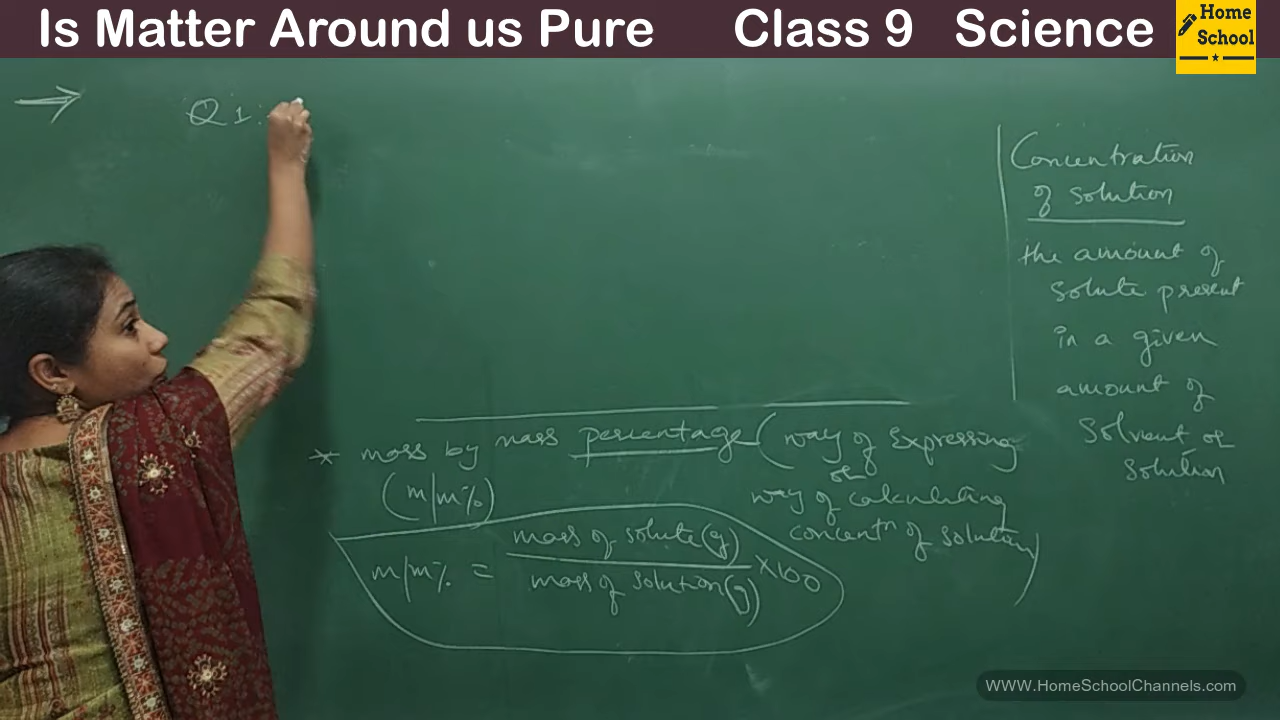 Is Matter Around us Pure Class 9 Science
Home
School
Q1:
Concentration
of solution
the amount of
solute present
in a given
amount of
solvent or
solution
* mass by mass percentage (way of expressing
or
(m/m%) way of calculating
concentⁿ of solution)
m/m% = mass of solute(g)
mass of solution(g) ×100
WWW.HomeSchoolChannels.com